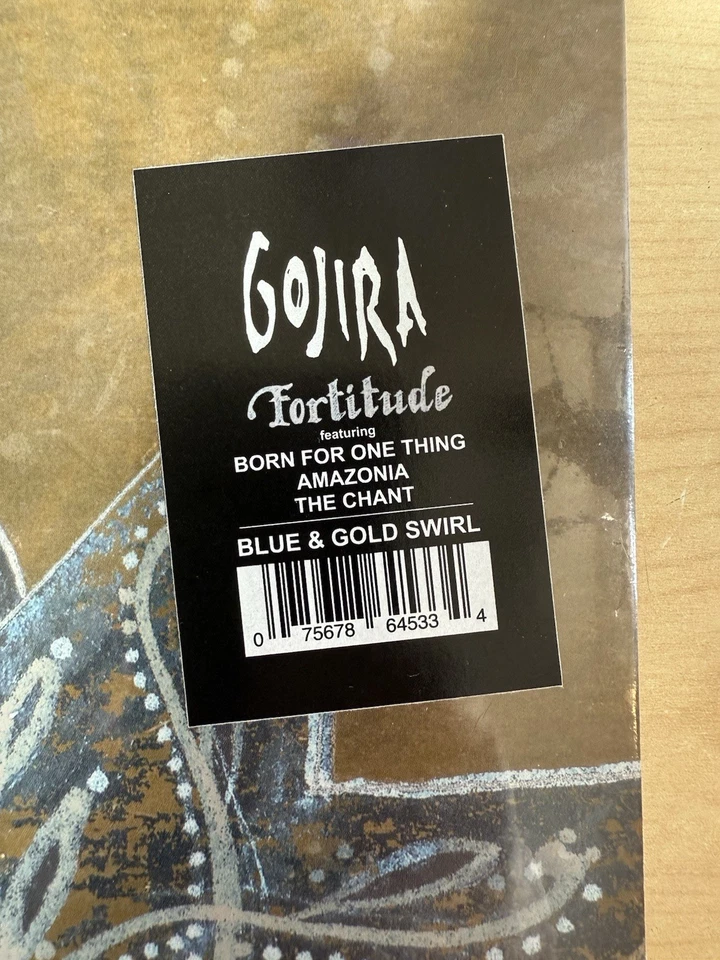 GOJIRA
Fortitude
featuring
BORN FOR ONE THING
AMAZONIA
THE CHANT
BLUE & GOLD SWIRL
0 75678 64533 4